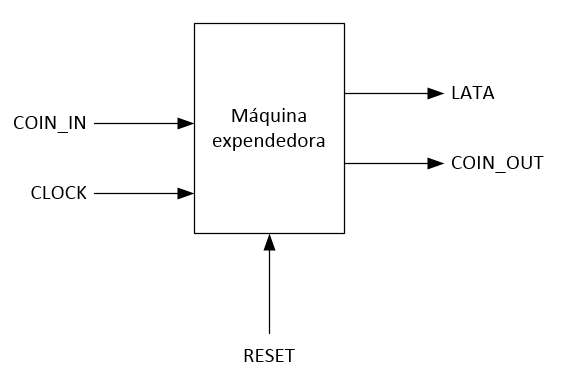 COIN_IN
CLOCK
Máquina
expendedora
LATA
COIN_OUT
RESET